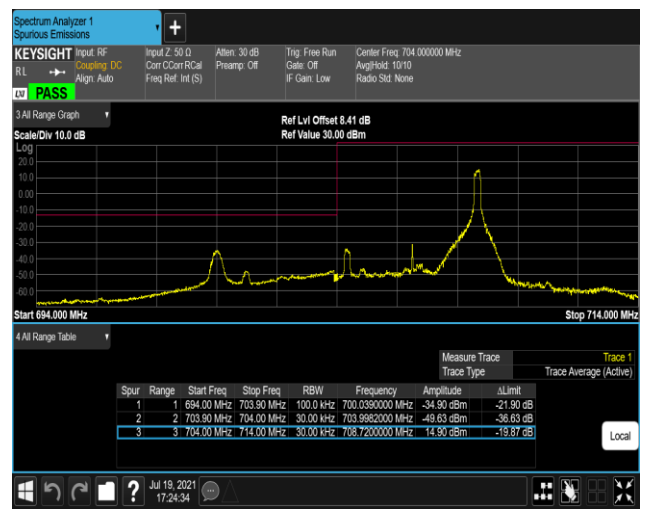 Spectrum Analyzer 1
Spurious Emissions
KEYSIGHT Input: RF Input Z: 50 Ω Atten: 30 dB Trig: Free Run Center Freq: 704.000000 MHz
RL Coupling: DC Corr CCorr RCal Preamp: Off Gate: Off Avg|Hold: 10/10
Align: Auto Freq Ref: Int (S) IF Gain: Low Radio Std: None
LXI PASS
3 All Range Graph
Ref Lvl Offset 8.41 dB
Scale/Div 10.0 dB Ref Value 30.00 dBm
Log
20.0
10.0
0.00
-10.0
-20.0
-30.0
-40.0
-50.0
-60.0
Start 694.000 MHz Stop 714.000 MHz
4 All Range Table
Measure Trace Trace 1
Trace Type Trace Average (Active)
Spur Range Start Freq Stop Freq RBW Frequency Amplitude ΔLimit
1 1 694.00 MHz 703.90 MHz 100.0 kHz 700.0390000 MHz -34.90 dBm -21.90 dB
2 2 703.90 MHz 704.00 MHz 30.00 kHz 703.9982000 MHz -49.63 dBm -36.63 dB
3 3 704.00 MHz 714.00 MHz 30.00 kHz 708.7200000 MHz 14.90 dBm -19.87 dB
Local
Jul 19, 2021
17:24:34